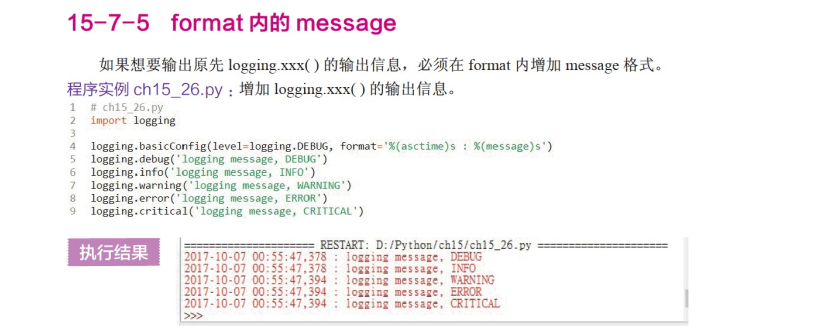 15-7-5 format 内的 message
如果想要输出原先 logging.xxx( ) 的输出信息，必须在 format 内增加 message 格式。
程序实例 ch15_26.py：增加 logging.xxx( ) 的输出信息。
1 # ch15_26.py
2 import logging
3
4 logging.basicConfig(level=logging.DEBUG, format='%(asctime)s : %(message)s')
5 logging.debug('logging message, DEBUG')
6 logging.info('logging message, INFO')
7 logging.warning('logging message, WARNING')
8 logging.error('logging message, ERROR')
9 logging.critical('logging message, CRITICAL')
执行结果
===================== RESTART: D:/Python/ch15/ch15_26.py =====================
2017-10-07 00:55:47,378 : logging message, DEBUG
2017-10-07 00:55:47,378 : logging message, INFO
2017-10-07 00:55:47,394 : logging message, WARNING
2017-10-07 00:55:47,394 : logging message, ERROR
2017-10-07 00:55:47,394 : logging message, CRITICAL
>>>